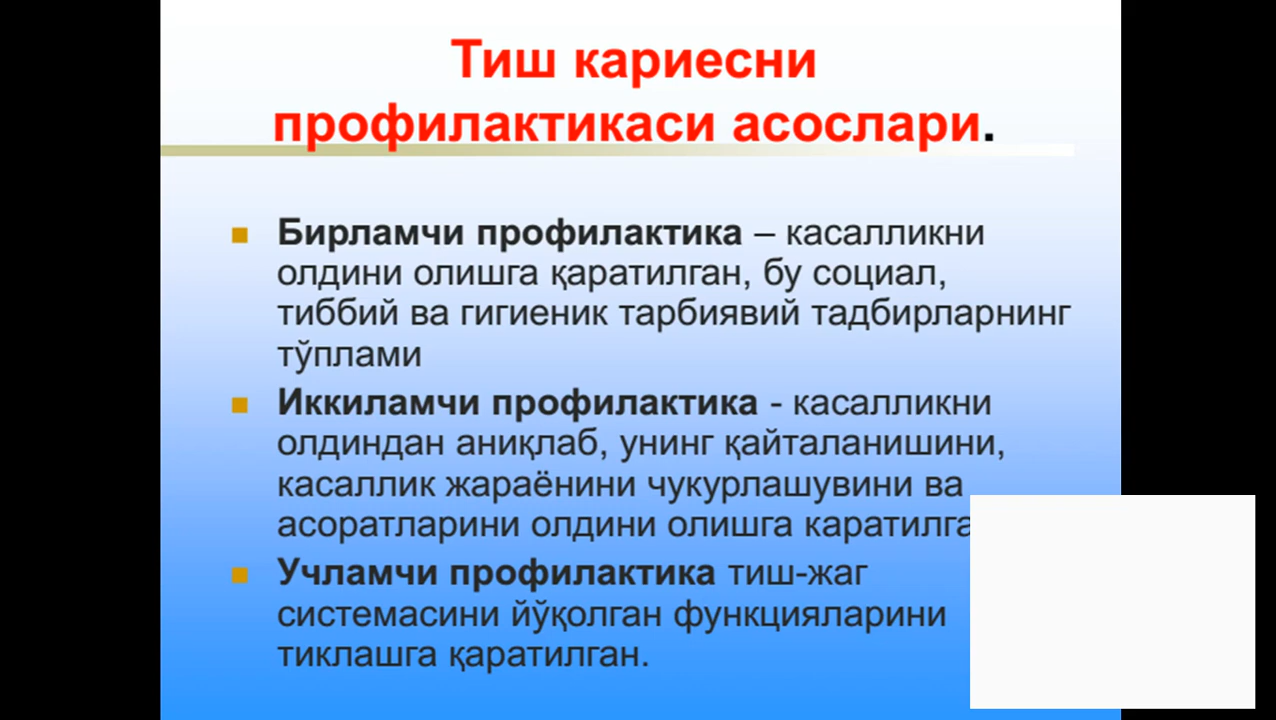 Тиш кариесни
профилактикаси асослари.
Бирламчи профилактика – касалликни
олдини олишга қаратилган, бу социал,
тиббий ва гигиеник тарбиявий тадбирларнинг
тўплами
Иккиламчи профилактика - касалликни
олдиндан аниқлаб, унинг қайталанишини,
касаллик жараёнини чукурлашувини ва
асоратларини олдини олишга
Учламчи профилактика тиш-жаг
системасини йўқолган функцияларини
тиклашга қаратилган.